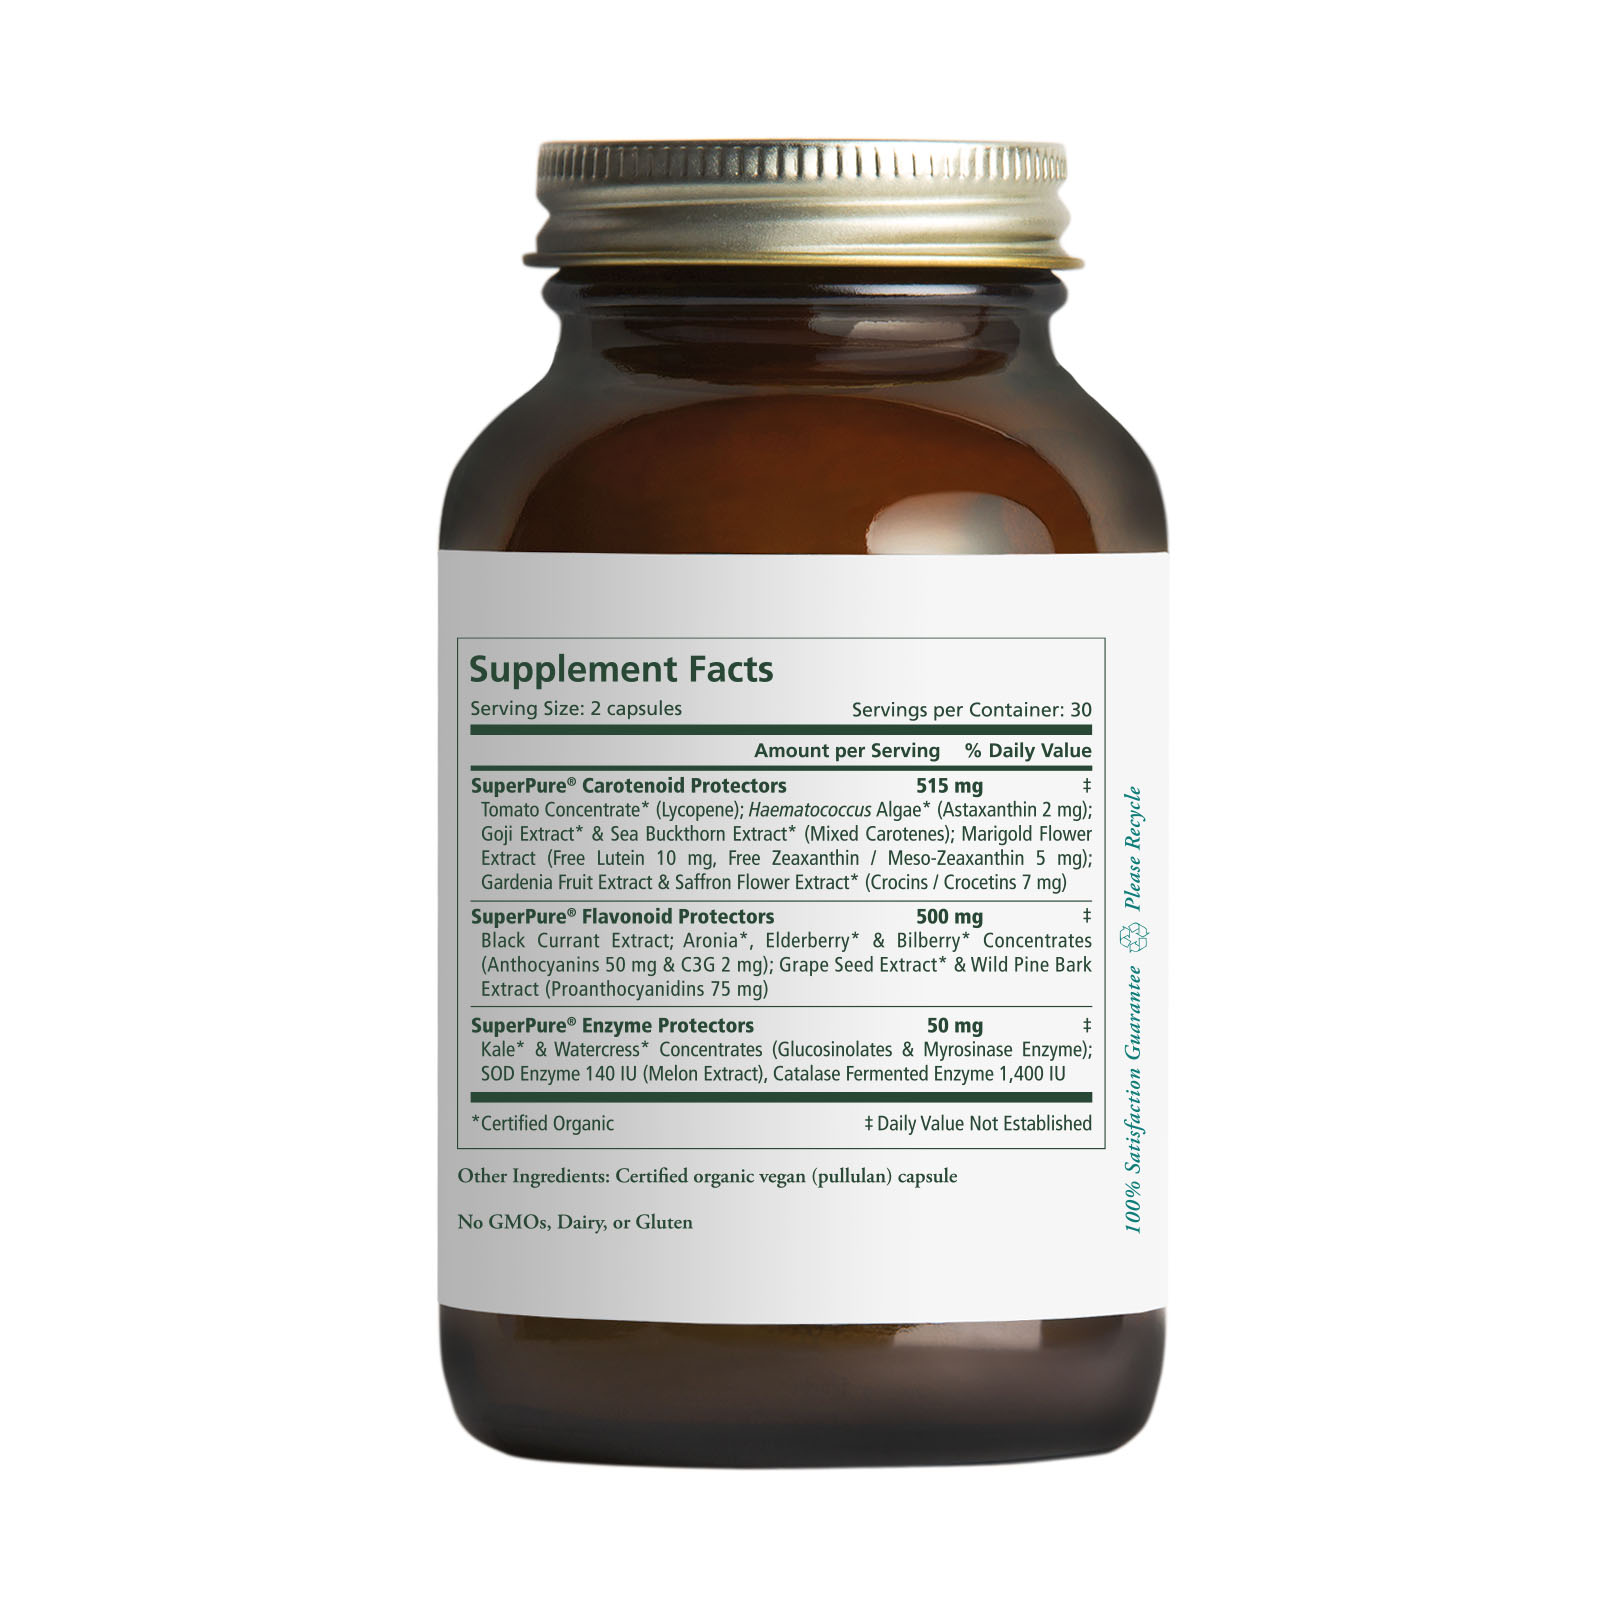 Supplement Facts
Serving Size: 2 capsules Servings per Container: 30
Amount per Serving % Daily Value
SuperPure® Carotenoid Protectors 515 mg ‡
Tomato Concentrate* (Lycopene); Haematococcus Algae* (Astaxanthin 2 mg);
Goji Extract* & Sea Buckthorn Extract* (Mixed Carotenes); Marigold Flower
Extract (Free Lutein 10 mg, Free Zeaxanthin / Meso-Zeaxanthin 5 mg);
Gardenia Fruit Extract & Saffron Flower Extract* (Crocins / Crocetins 7 mg)
SuperPure® Flavonoid Protectors 500 mg ‡
Black Currant Extract; Aronia*, Elderberry* & Bilberry* Concentrates
(Anthocyanins 50 mg & C3G 2 mg); Grape Seed Extract* & Wild Pine Bark
Extract (Proanthocyanidins 75 mg)
SuperPure® Enzyme Protectors 50 mg ‡
Kale* & Watercress* Concentrates (Glucosinolates & Myrosinase Enzyme);
SOD Enzyme 140 IU (Melon Extract), Catalase Fermented Enzyme 1,400 IU
*Certified Organic ‡ Daily Value Not Established
Other Ingredients: Certified organic vegan (pullulan) capsule
No GMOs, Dairy, or Gluten
100% Satisfaction Guarantee Please Recycle